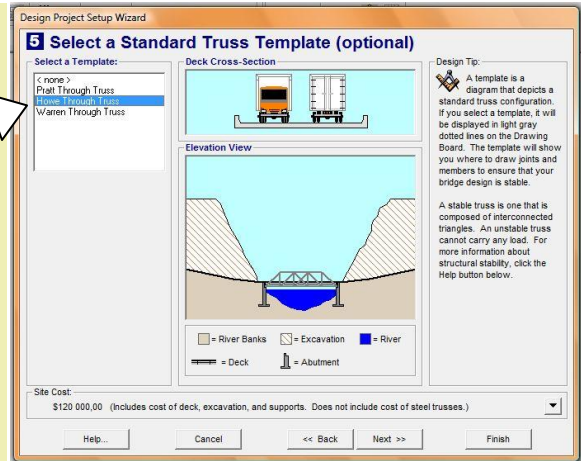 Design Project Setup Wizard
5 Select a Standard Truss Template (optional)
Select a Template:
< none >
Pratt Through Truss
Howe Through Truss
Warren Through Truss
Deck Cross-Section
Elevation View
= River Banks
= Excavation
= River
= Deck
= Abutment
Design Tip:
A template is a
diagram that depicts a
standard truss configuration.
If you select a template, it will
be displayed in light gray
dotted lines on the Drawing
Board. The template will show
you where to draw joints and
members to ensure that your
bridge design is stable.
A stable truss is one that is
composed of interconnected
triangles. An unstable truss
cannot carry any load. For
more information about
structural stability, click the
Help button below.
Site Cost:
$120 000,00 (Includes cost of deck, excavation, and supports. Does not include cost of steel trusses.)
Help...
Cancel
<< Back
Next >>
Finish